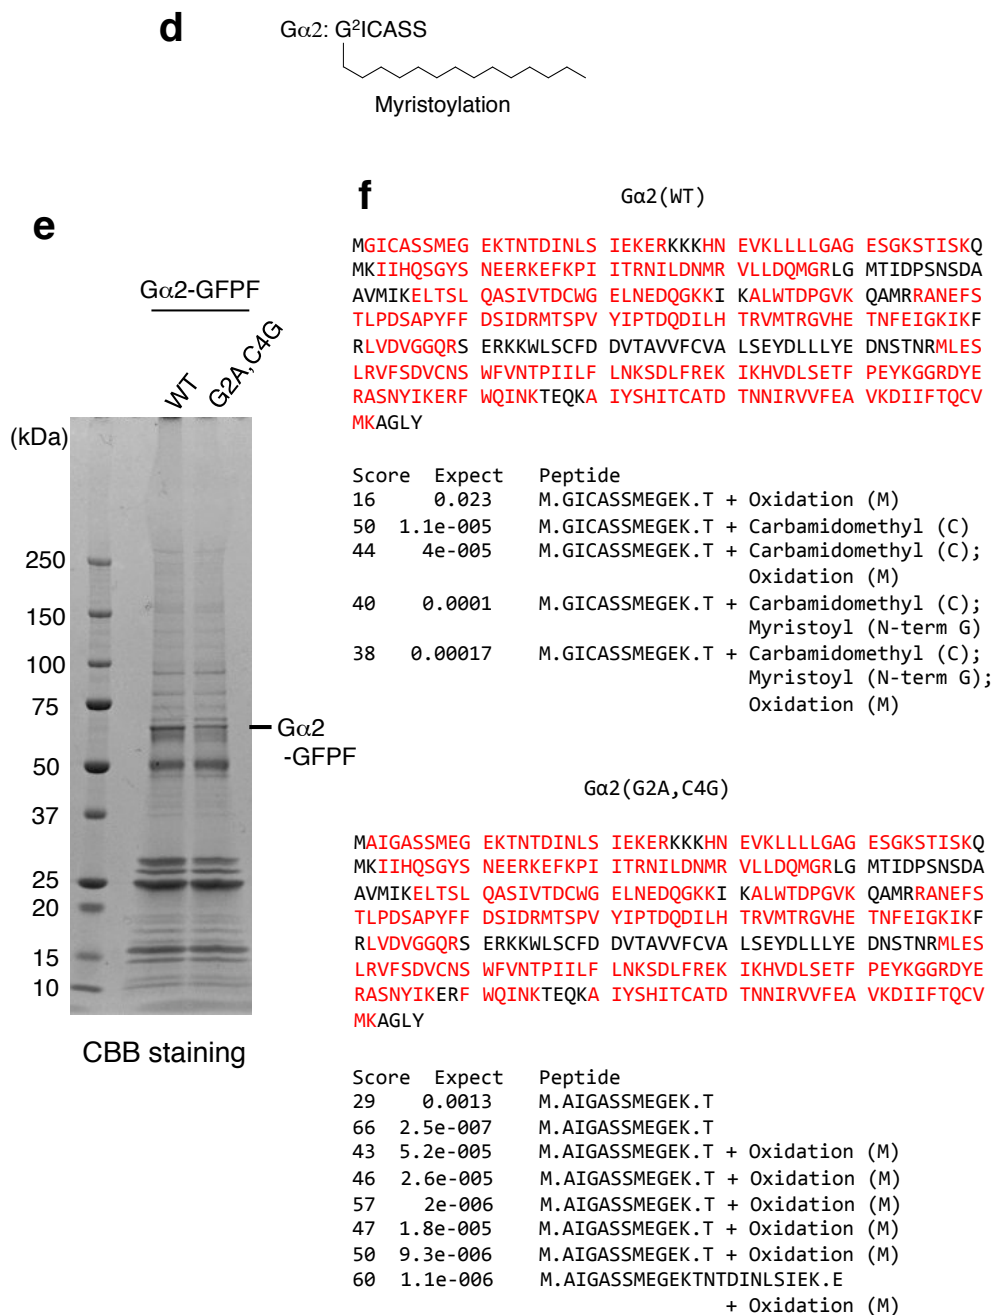 d
Gα2: G²ICASS
Myristoylation
e
Gα2-GFPF
WT
G2A,C4G
(kDa)
250
150
100
75
50
37
25
20
15
10
Gα2
-GFPF
CBB staining
f
Gα2(WT)
MGICASSMEG EKTNTDINLS IEKERKKKHN EVKLLLLGAG ESGKSTISKQ
MKIIHQSGYS NEERKEFKPI ITRNILDNMR VLLDQMGRLG MTIDPSNSDA
AVMIKELTSL QASIVTDCWG ELNEDQGKKI KALWTDPGVK QAMRRANEFS
TLPDSAPYFF DSIDRMTSPV YIPTDQDILH TRVMTRGVHE TNFEIGKIKF
RLVDVGGQRS ERKKWLSCFD DVTAVVFCVA LSEYDLLLYE DNSTNRMLES
LRVFSDVCNS WFVNTPIILF LNKSDLFREK IKHVDLSETF PEYKGGRDYE
RASNYIKERF WQINKTEQKA IYSHITCATD TNNIRVVFEA VKDIIFTQCV
MKAGLY
Score Expect Peptide
16 0.023 M.GICASSMEGEK.T + Oxidation (M)
50 1.1e-005 M.GICASSMEGEK.T + Carbamidomethyl (C)
44 4e-005 M.GICASSMEGEK.T + Carbamidomethyl (C);
Oxidation (M)
40 0.0001 M.GICASSMEGEK.T + Carbamidomethyl (C);
Myristoyl (N-term G)
38 0.00017 M.GICASSMEGEK.T + Carbamidomethyl (C);
Myristoyl (N-term G);
Oxidation (M)
Gα2(G2A,C4G)
MAIGASSMEG EKTNTDINLS IEKERKKKHN EVKLLLLGAG ESGKSTISKQ
MKIIHQSGYS NEERKEFKPI ITRNILDNMR VLLDQMGRLG MTIDPSNSDA
AVMIKELTSL QASIVTDCWG ELNEDQGKKI KALWTDPGVK QAMRRANEFS
TLPDSAPYFF DSIDRMTSPV YIPTDQDILH TRVMTRGVHE TNFEIGKIKF
RLVDVGGQRS ERKKWLSCFD DVTAVVFCVA LSEYDLLLYE DNSTNRMLES
LRVFSDVCNS WFVNTPIILF LNKSDLFREK IKHVDLSETF PEYKGGRDYE
RASNYIKERF WQINKTEQKA IYSHITCATD TNNIRVVFEA VKDIIFTQCV
MKAGLY
Score Expect Peptide
29 0.0013 M.AIGASSMEGEK.T
66 2.5e-007 M.AIGASSMEGEK.T
43 5.2e-005 M.AIGASSMEGEK.T + Oxidation (M)
46 2.6e-005 M.AIGASSMEGEK.T + Oxidation (M)
57 2e-006 M.AIGASSMEGEK.T + Oxidation (M)
47 1.8e-005 M.AIGASSMEGEK.T + Oxidation (M)
50 9.3e-006 M.AIGASSMEGEK.T + Oxidation (M)
60 1.1e-006 M.AIGASSMEGEKTNTDINLSIEK.E
+ Oxidation (M)